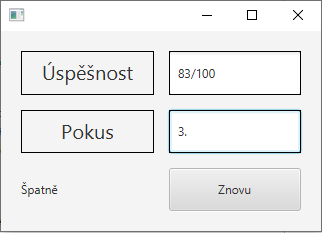 Úspěšnost 83/100
Pokus 3.
Špatně Znovu